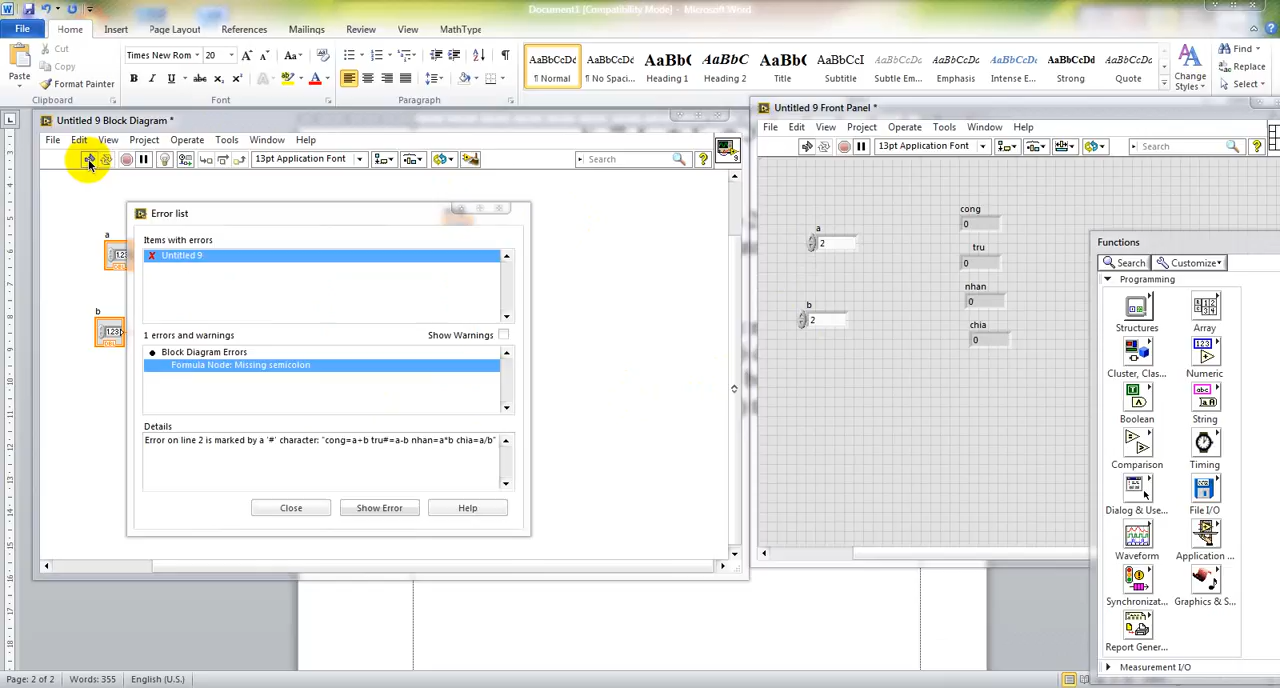 Document1 [Compatibility Mode] - Microsoft Word
File Home Insert Page Layout References Mailings Review View MathType
Paste
Cut
Copy
Format Painter
Clipboard
Times New Rom 20
Font
Paragraph
AaBbCcDc AaBbCcDc AaBbC AaBbCc AaBb AaBbCcI AaBbCcDc AaBbCcDc AaBbCcDc AaBbCcDc AaBbCcDc
¶ Normal ¶ No Spaci... Heading 1 Heading 2 Title Subtitle Subtle Em... Emphasis Intense E... Strong Quote
Styles
Change
Styles
Find
Replace
Select
Editing
Untitled 9 Block Diagram *
File Edit View Project Operate Tools Window Help
13pt Application Font
Search
a
b
Error list
Items with errors
Untitled 9
1 errors and warnings
Show Warnings
Block Diagram Errors
Formula Node: Missing semicolon
Details
Error on line 2 is marked by a '#' character: "cong=a+b tru#=a-b nhan=a*b chia=a/b"
Close Show Error Help
Untitled 9 Front Panel *
File Edit View Project Operate Tools Window Help
13pt Application Font
Search
a
2
b
2
cong
0
tru
0
nhan
0
chia
0
Functions
Search Customize
Programming
Structures Array
Cluster, Clas... Numeric
Boolean String
Comparison Timing
Dialog & Use... File I/O
Waveform Application ...
Synchronizat... Graphics & S...
Report Gener...
Measurement I/O
Page: 2 of 2 Words: 355 English (U.S.)